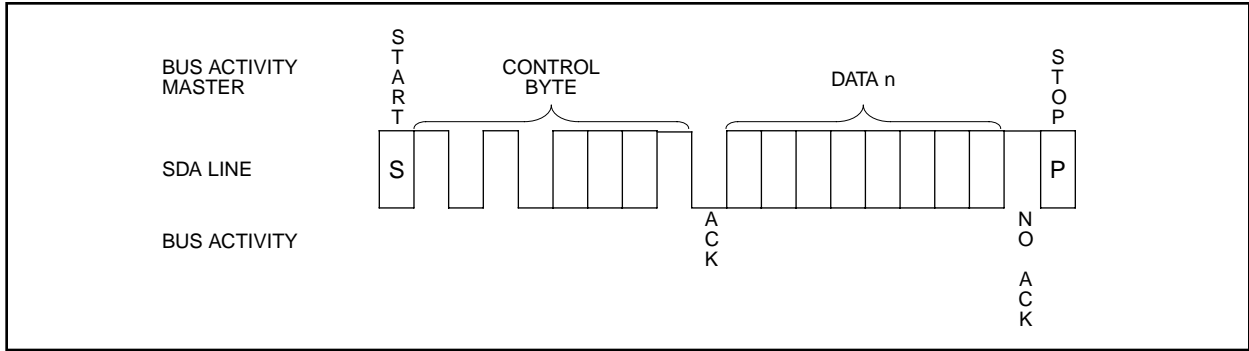 BUS ACTIVITY
MASTER
START
CONTROL
BYTE
DATA n
STOP
SDA LINE
S
P
BUS ACTIVITY
ACK
NO ACK